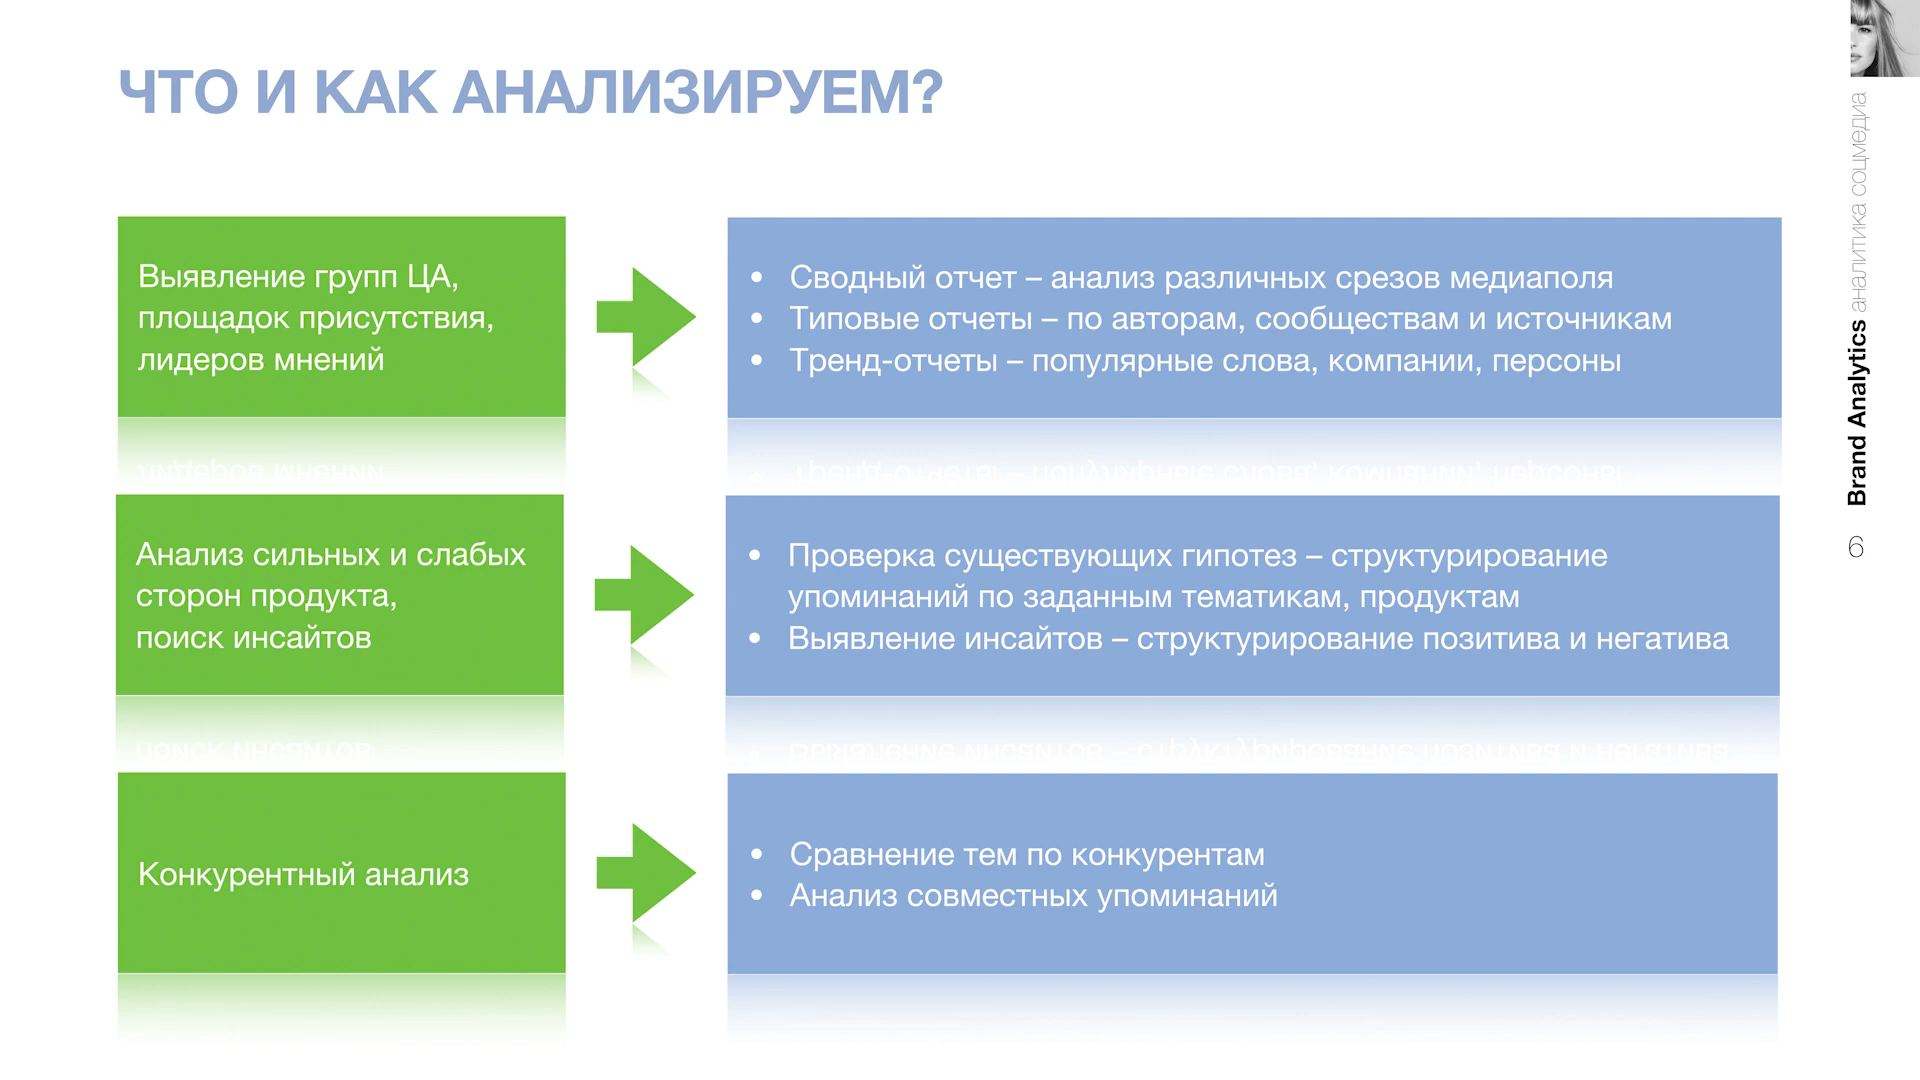 ЧТО И КАК АНАЛИЗИРУЕМ?
Выявление групп ЦА,
площадок присутствия,
лидеров мнений
• Сводный отчет – анализ различных срезов медиаполя
• Типовые отчеты – по авторам, сообществам и источникам
• Тренд-отчеты – популярные слова, компании, персоны
Анализ сильных и слабых
сторон продукта,
поиск инсайтов
• Проверка существующих гипотез – структурирование
упоминаний по заданным тематикам, продуктам
• Выявление инсайтов – структурирование позитива и негатива
Конкурентный анализ
• Сравнение тем по конкурентам
• Анализ совместных упоминаний
Brand Analytics аналитика соцмедиа
6